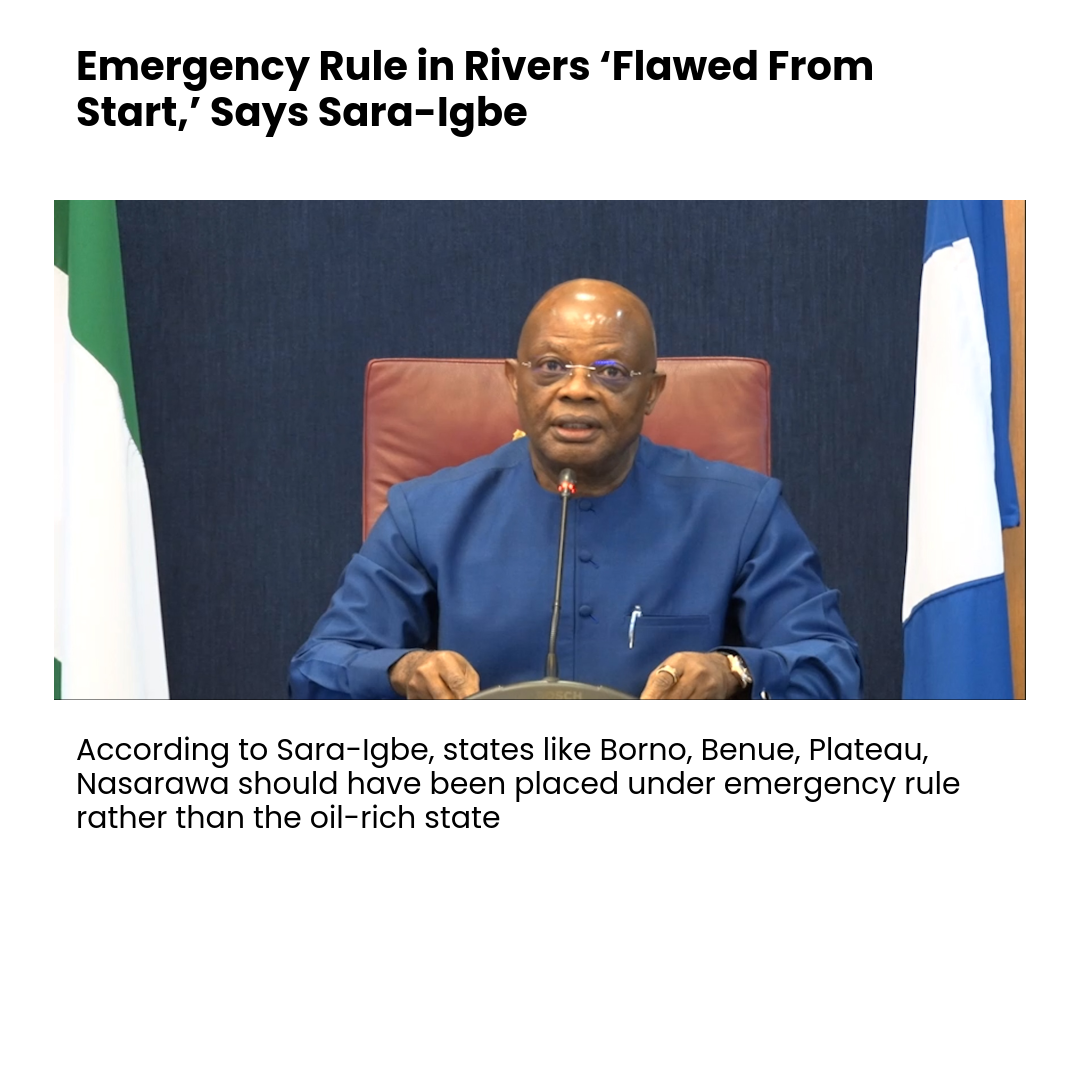 Emergency Rule in Rivers ‘Flawed From
Start,’ Says Sara-Igbe
BOSCH
According to Sara-Igbe, states like Borno, Benue, Plateau,
Nasarawa should have been placed under emergency rule
rather than the oil-rich state